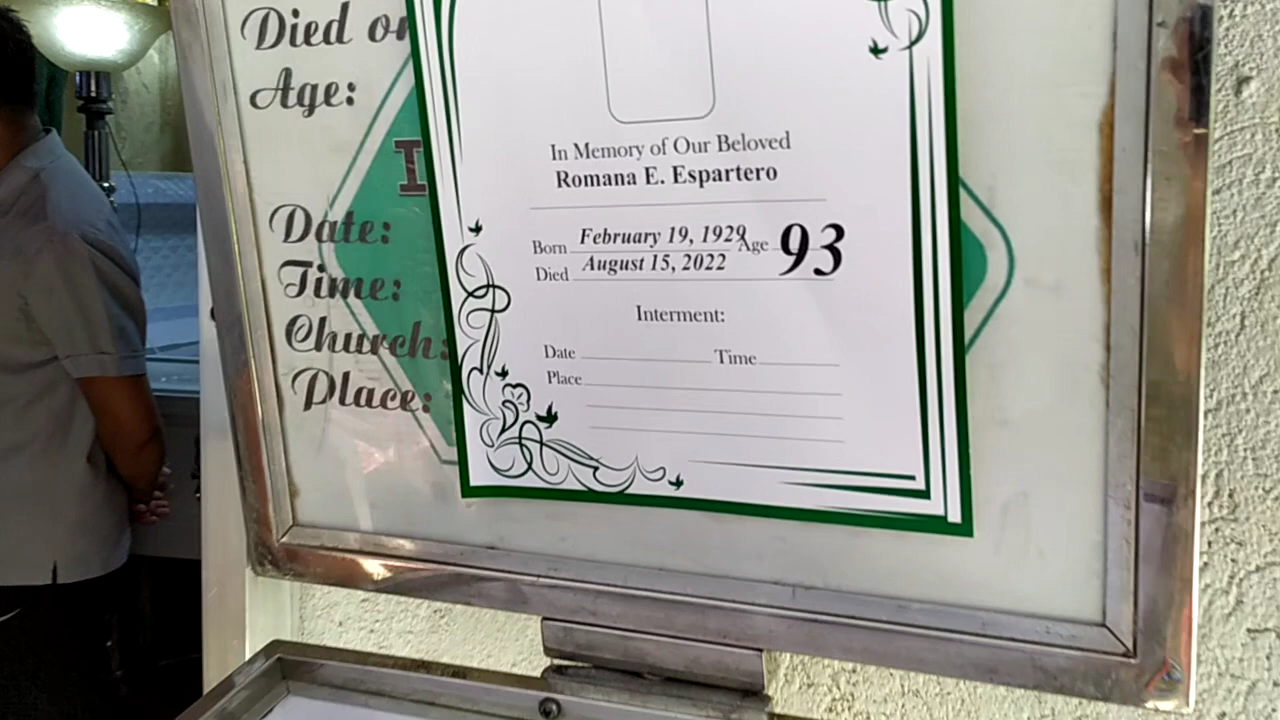 Died on
Age:
Date:
Time:
Church:
Place:
In Memory of Our Beloved
Romana E. Espartero
Born February 19, 1929 Age 93
Died August 15, 2022
Interment:
Date Time
Place